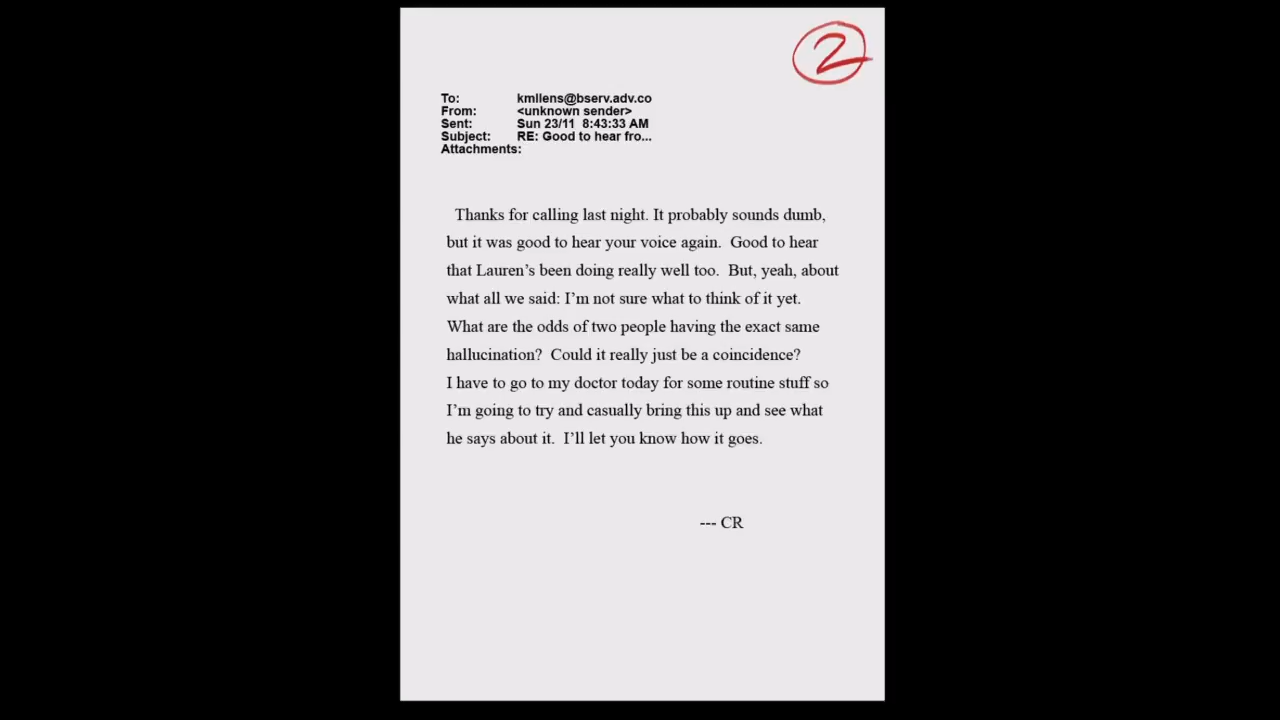 2
To: kmllens@bserv.adv.co
From: <unknown sender>
Sent: Sun 23/11 8:43:33 AM
Subject: RE: Good to hear fro...
Attachments:
Thanks for calling last night. It probably sounds dumb,
but it was good to hear your voice again. Good to hear
that Lauren’s been doing really well too. But, yeah, about
what all we said: I’m not sure what to think of it yet.
What are the odds of two people having the exact same
hallucination? Could it really just be a coincidence?
I have to go to my doctor today for some routine stuff so
I’m going to try and casually bring this up and see what
he says about it. I’ll let you know how it goes.
--- CR